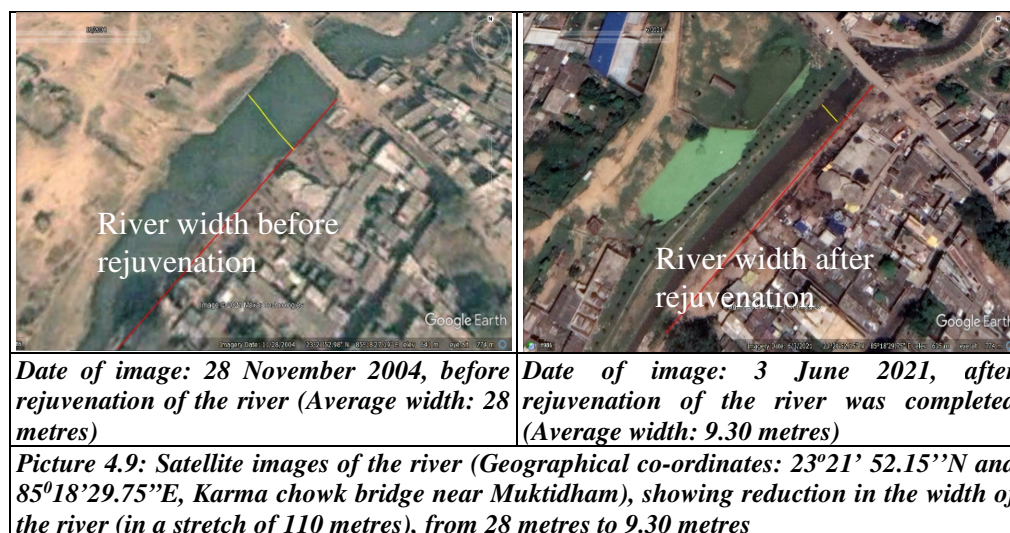 River width before
rejuvenation
Google Earth
River width after
rejuvenation
Google Earth
Date of image: 28 November 2004, before
rejuvenation of the river (Average width: 28
metres)
Date of image: 3 June 2021, after
rejuvenation of the river was completed
(Average width: 9.30 metres)
Picture 4.9: Satellite images of the river (Geographical co-ordinates: 23⁰21’ 52.15’’N and
85⁰18’29.75”E, Karma chowk bridge near Muktidham), showing reduction in the width of
the river (in a stretch of 110 metres), from 28 metres to 9.30 metres